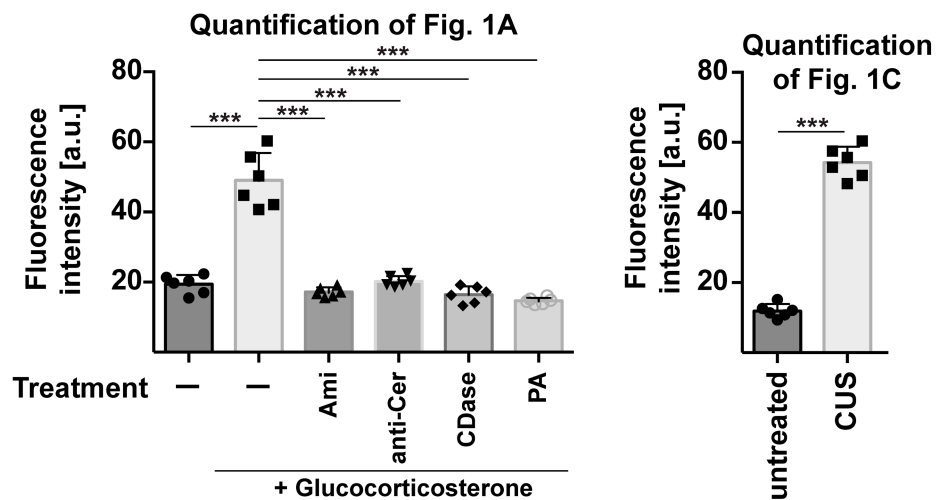 Quantification of Fig. 1A
Fluorescence
intensity [a.u.]
80
60
40
20
***
***
***
***
***
Treatment
—
—
Ami
anti-Cer
CDase
PA
+ Glucocorticosterone
Quantification
of Fig. 1C
Fluorescence
intensity [a.u.]
80
60
40
20
***
untreated
CUS